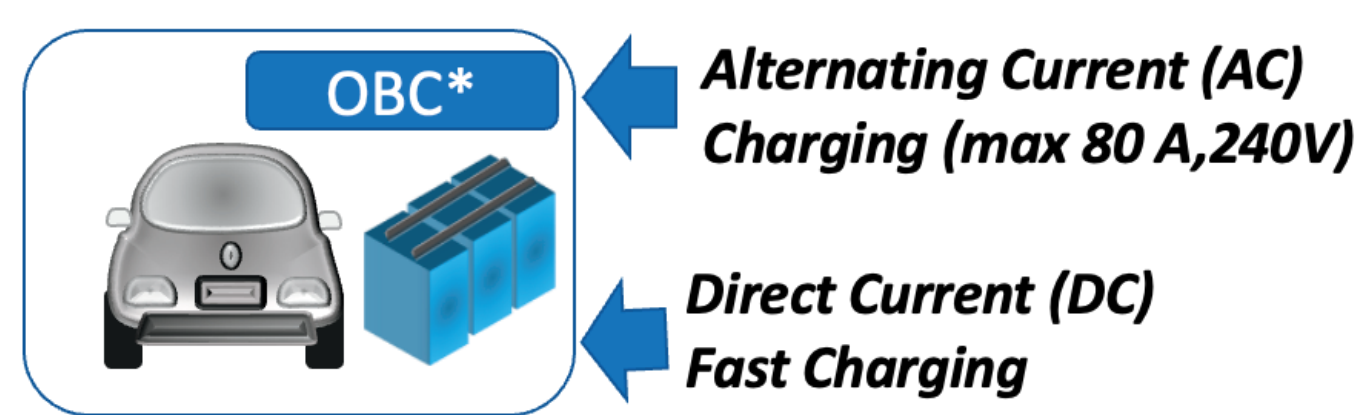 OBC*
Alternating Current (AC)
Charging (max 80 A,240V)
Direct Current (DC)
Fast Charging